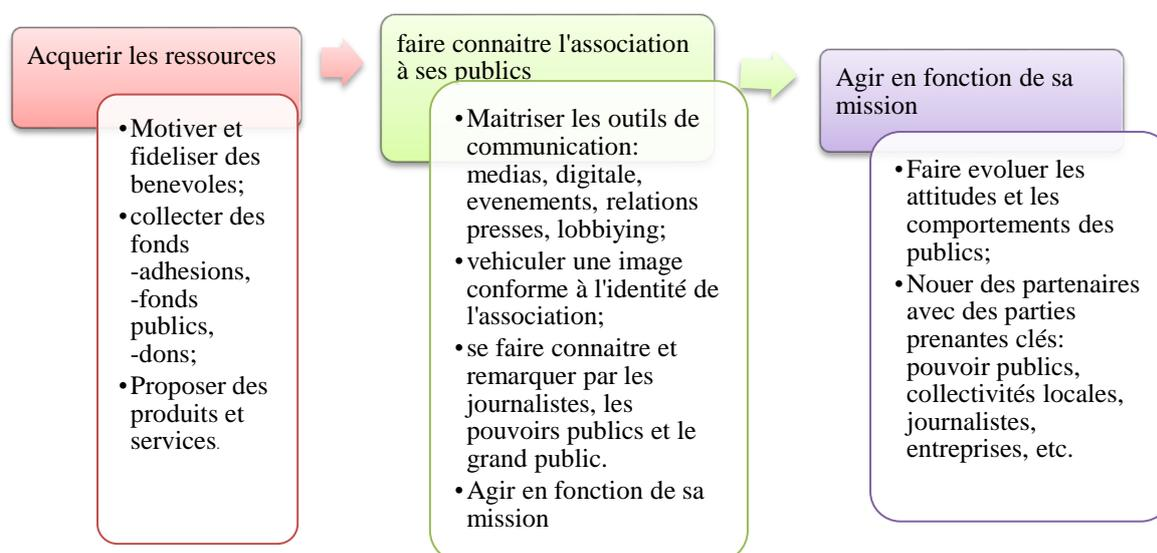 Acquerir les ressources
•Motiver et
fideliser des
benevoles;
•collecter des
fonds
-adhesions,
-fonds
publics,
-dons;
•Proposer des
produits et
services.
faire connaitre l'association
à ses publics
•Maitriser les outils de
communication:
medias, digitale,
evenements, relations
presses, lobbiying;
•vehiculer une image
conforme à l'identité de
l'association;
•se faire connaitre et
remarquer par les
journalistes, les
pouvoirs publics et le
grand public.
•Agir en fonction de sa
mission
Agir en fonction de sa
mission
•Faire evoluer les
attitudes et les
comportements des
publics;
•Nouer des partenaires
avec des parties
prenantes clés:
pouvoir publics,
collectivités locales,
journalistes,
entreprises, etc.